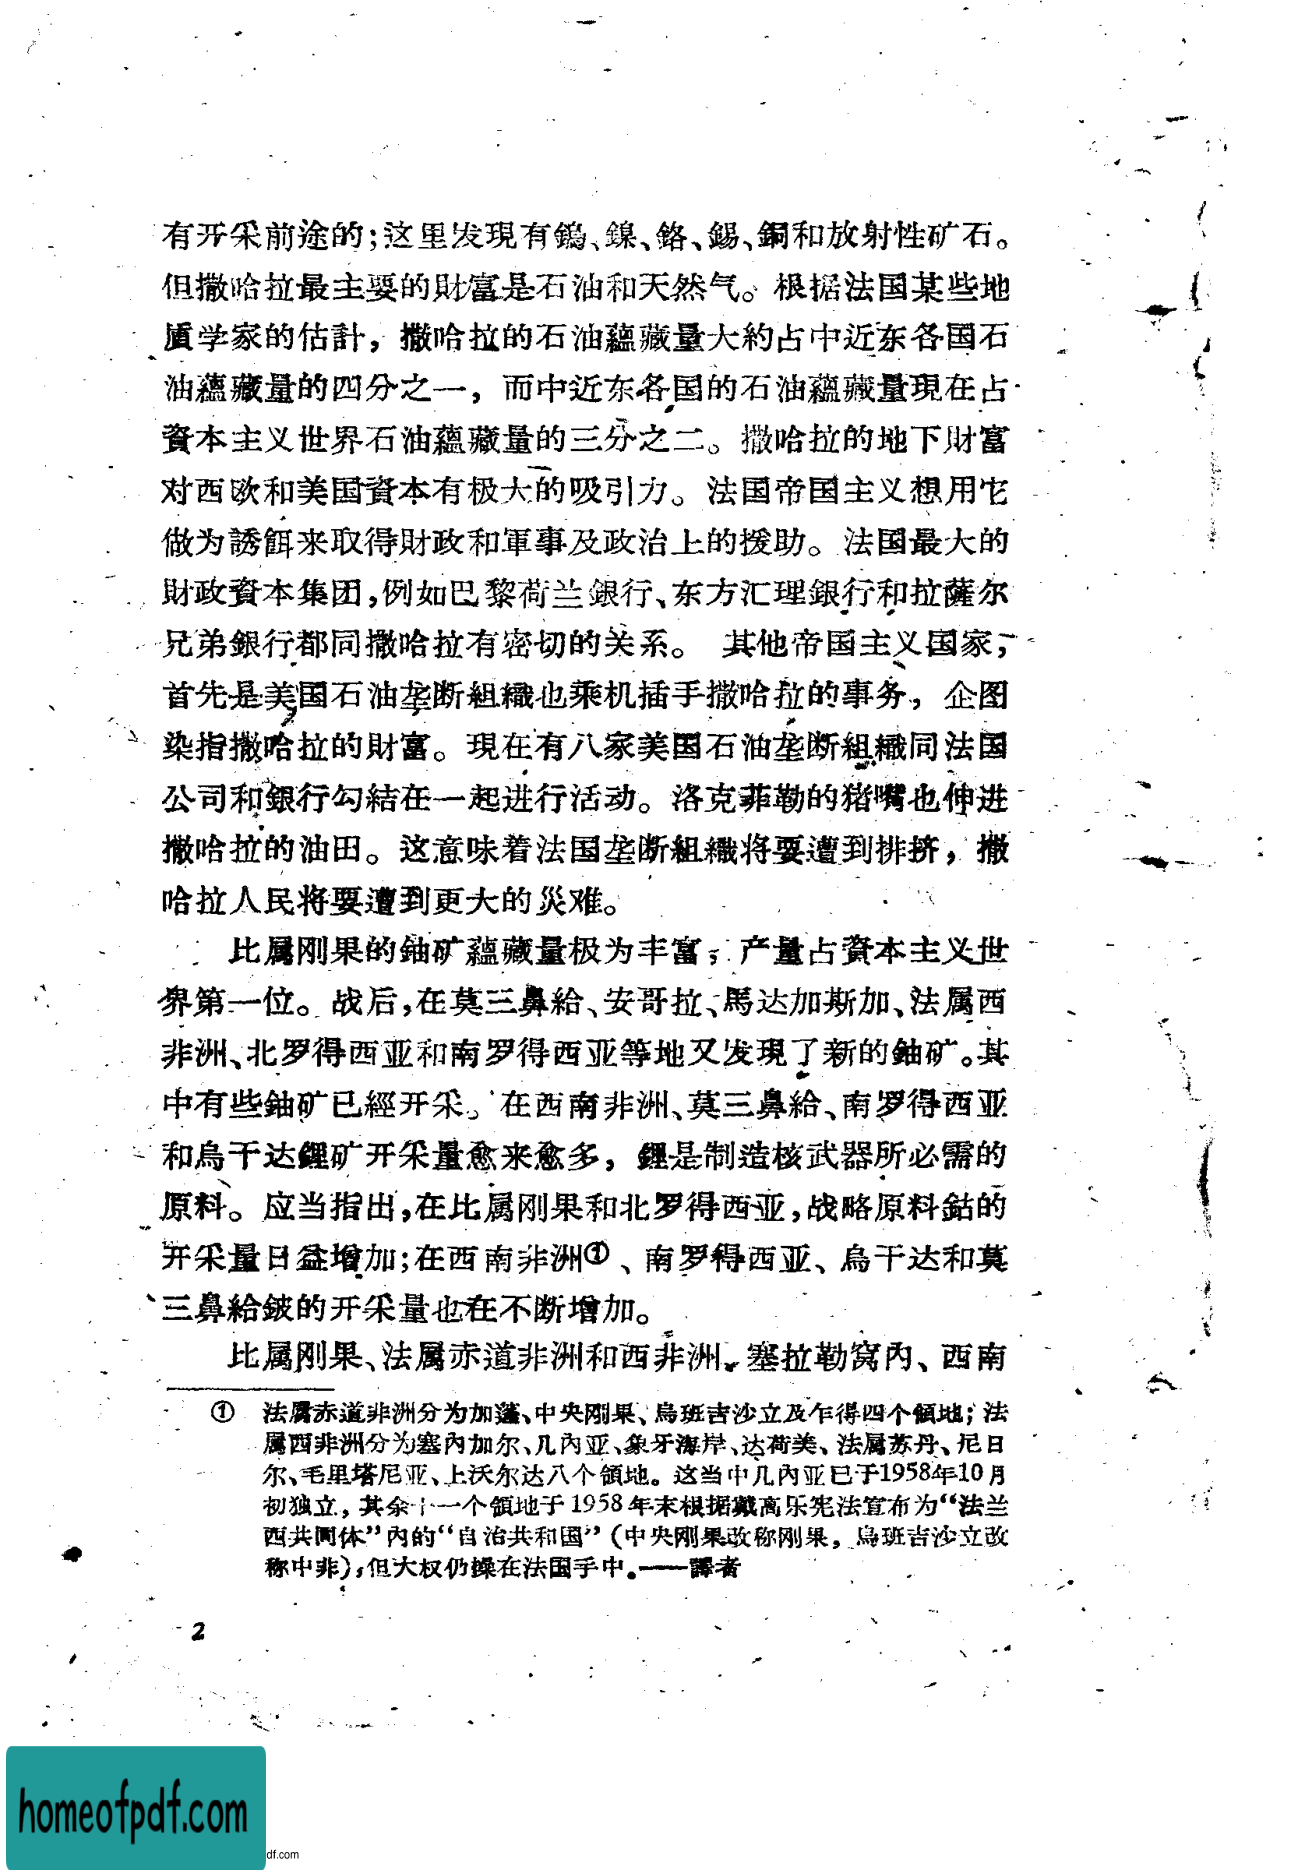 有开采前途的;这里发現有鎢、鎳、鉻、錫、銅和放射性矿石。
但撒哈拉最主要的財富是石油和天然气。根据法国某些地
质学家的估計，撒哈拉的石油蘊藏量大約占中近东各国石
油蘊藏量的四分之一，而中近东各国的石油蘊藏量現在占
資本主义世界石油蘊藏量的三分之二。撒哈拉的地下財富
对西欧和美国資本有极大的吸引力。法国帝国主义想用它
做为誘餌来取得財政和軍事及政治上的援助。法国最大的
財政資本集团,例如巴黎荷兰銀行、东方汇理銀行和拉薩尔
兄弟銀行都同撒哈拉有密切的关系。其他帝国主义国家,
首先是美国石油垄断組織也乘机插手撒哈拉的事务，企图
染指撒哈拉的財富。現在有八家美国石油垄断組織同法国
公司和銀行勾結在一起进行活动。洛克菲勒的猪嘴也伸进
撒哈拉的油田。这意味着法国垄断組織将要遭到排挤，撒
哈拉人民将要遭到更大的災难。
比属刚果的鈾矿蘊藏量极为丰富，产量占資本主义世
界第一位。战后,在莫三鼻給、安哥拉、馬达加斯加、法属西
非洲、北罗得西亚和南罗得西亚等地又发現了新的鈾矿。其
中有些鈾矿已經开采。在西南非洲、莫三鼻給、南罗得西亚
和烏干达鋰矿开采量愈来愈多，鋰是制造核武器所必需的
原料。应当指出,在比属刚果和北罗得西亚,战略原料鈷的
开采量日益增加;在西南非洲①、南罗得西亚、烏干达和莫
三鼻給鈹的开采量也在不断增加。
比属刚果、法属赤道非洲和西非洲、塞拉勒窝內、西南
① 法属赤道非洲分为加蓬、中央刚果、烏班吉沙立及乍得四个領地；法
属西非洲分为塞內加尔、几內亚、象牙海岸、达荷美、法属苏丹、尼日
尔、毛里塔尼亚、上沃尔达八个領地。这当中几內亚已于1958年10月
初独立，其余十一个領地于1958年末根据戴高乐宪法宣布为“法兰
西共同体”內的“自治共和国”（中央刚果改称刚果，烏班吉沙立改
称中非）,但大权仍操在法国手中。——譯者
2
homeofpdf.com
df.com